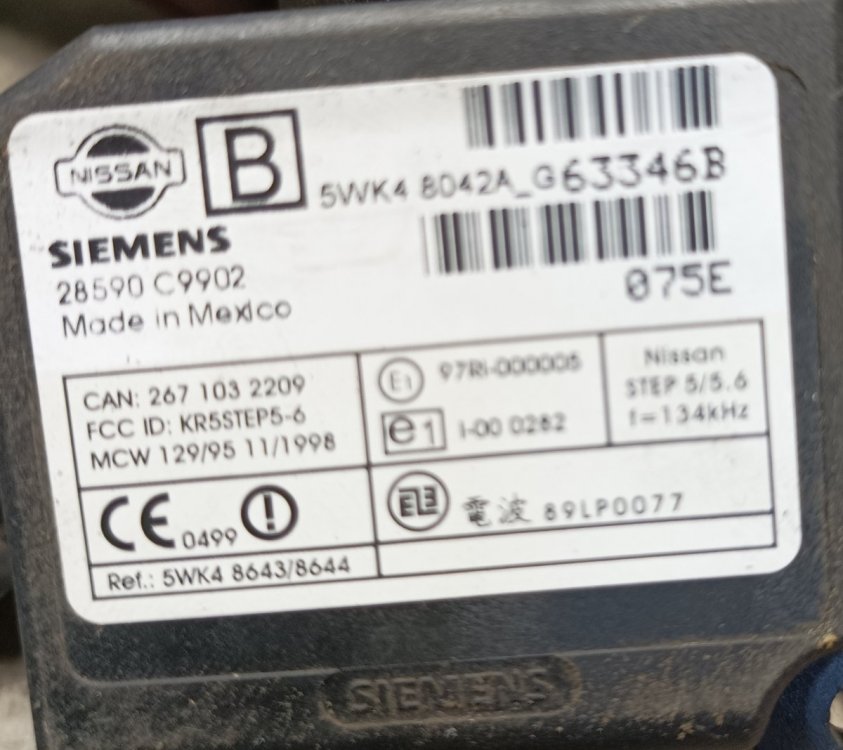 NISSAN
B
5WK4 8042A_G63346B
SIEMENS
28590 C9902
075E
Made in Mexico
CAN: 267 103 2209
FCC ID: KR5STEP5-6
MCW 129/95 11/1998
E1 97RI-000005
e1 I-00 0282
Nissan
STEP 5/5.6
f=134kHz
CE 0499 !
電波 89LP0077
Ref.: 5WK4 8643/8644
SIEMENS